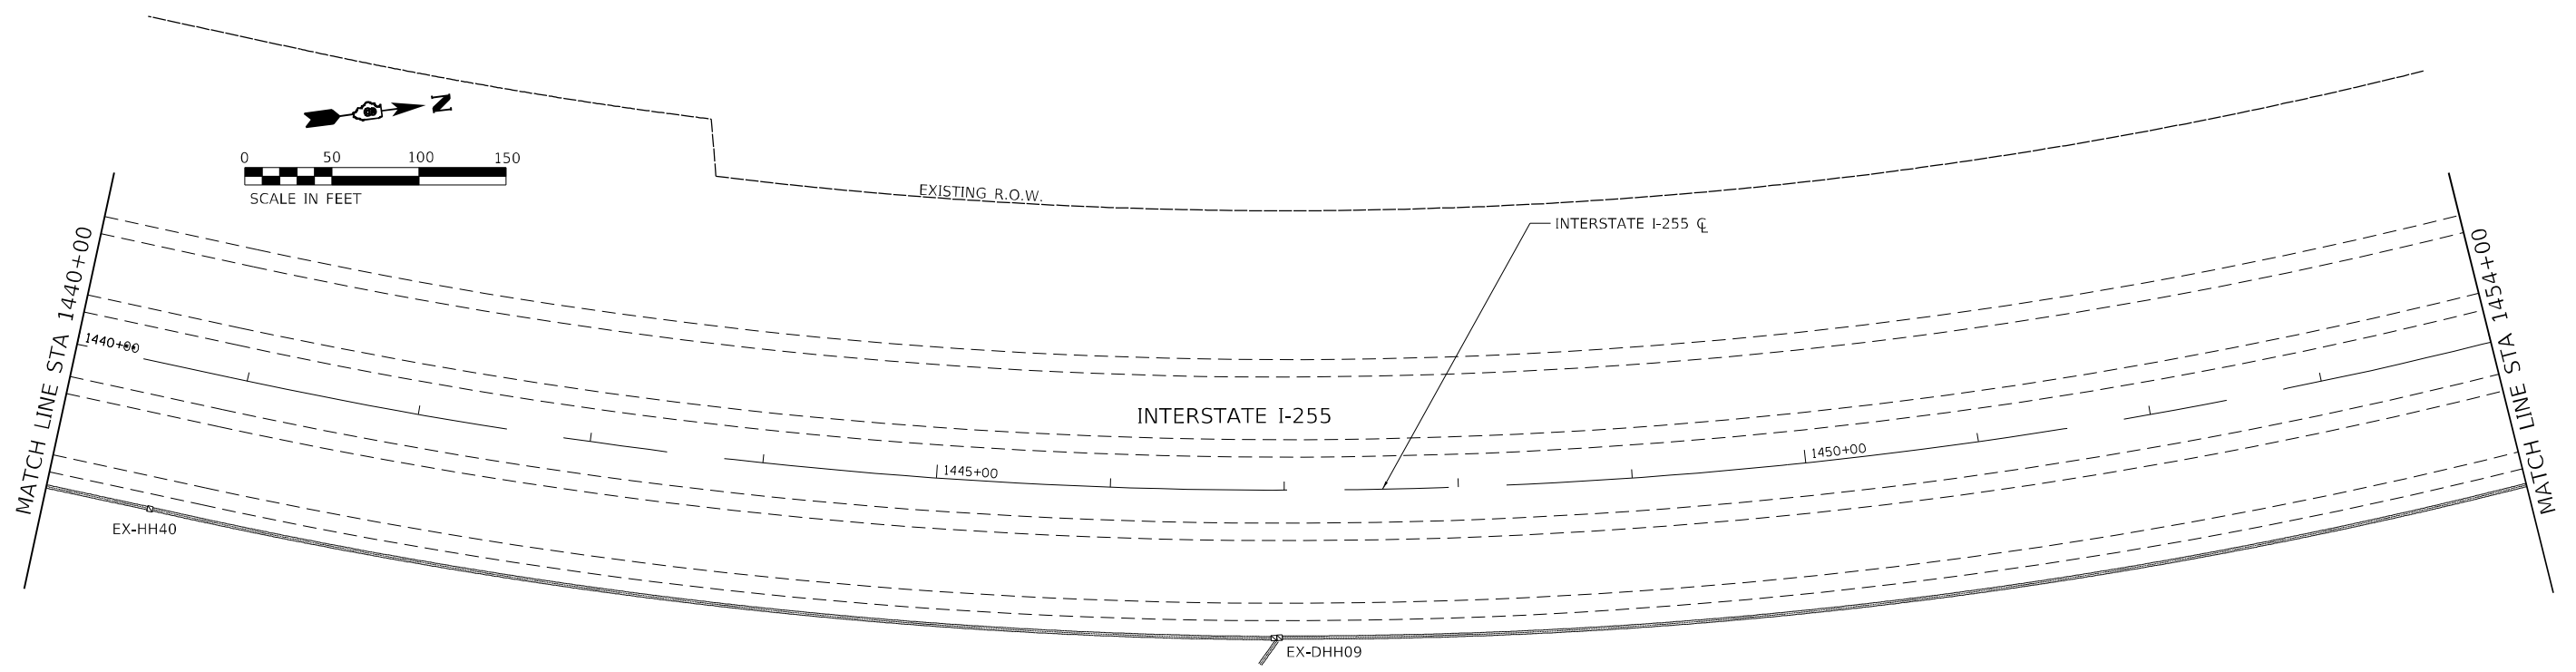 N
0 50 100 150
SCALE IN FEET
EXISTING R.O.W.
INTERSTATE I-255 ℄
MATCH LINE STA 1440+00
MATCH LINE STA 1454+00
1440+00
INTERSTATE I-255
1445+00
1450+00
EX-HH40
EX-DHH09